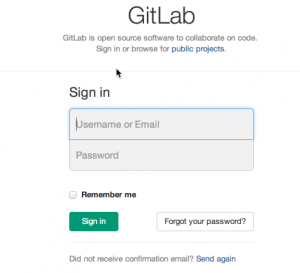 GitLab
GitLab is open source software to collaborate on code.
Sign in or browse for public projects.
Sign in
Username or Email
Password
Remember me
Sign in
Forgot your password?
Did not receive confirmation email? Send again